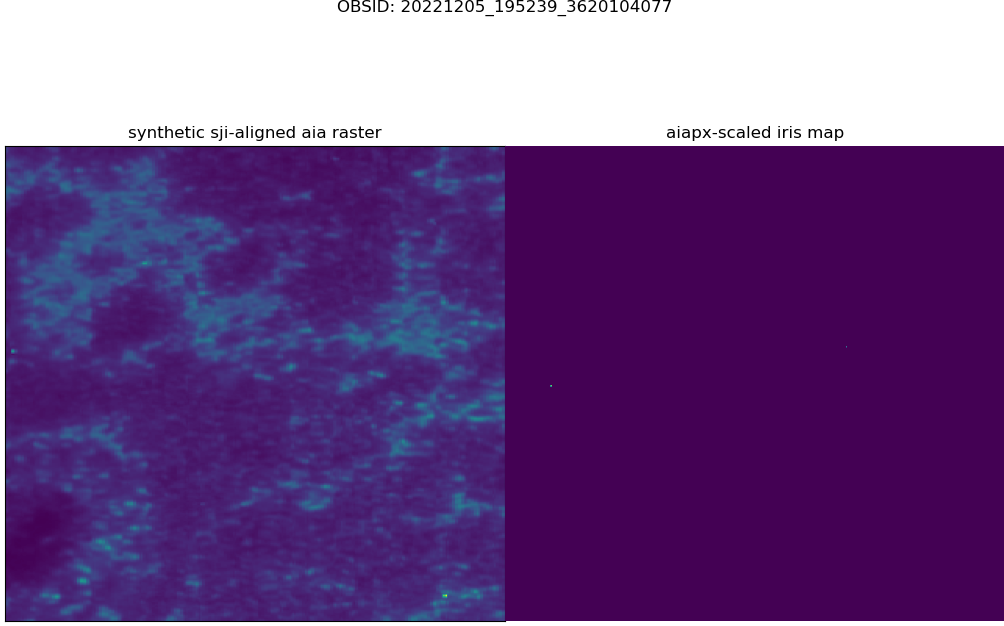 OBSID: 20221205_195239_3620104077
synthetic sji-aligned aia raster
aiapx-scaled iris map